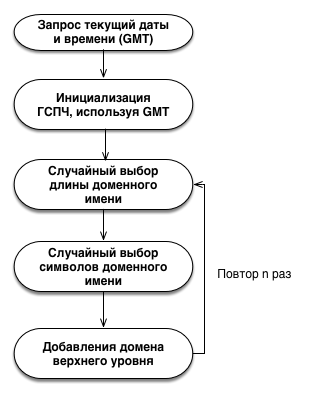 Запрос текущий даты
и времени (GMT)
Инициализация
ГСПЧ, используя GMT
Случайный выбор
длины доменного
имени
Случайный выбор
символов доменного
имени
Повтор n раз
Добавления домена
верхнего уровня